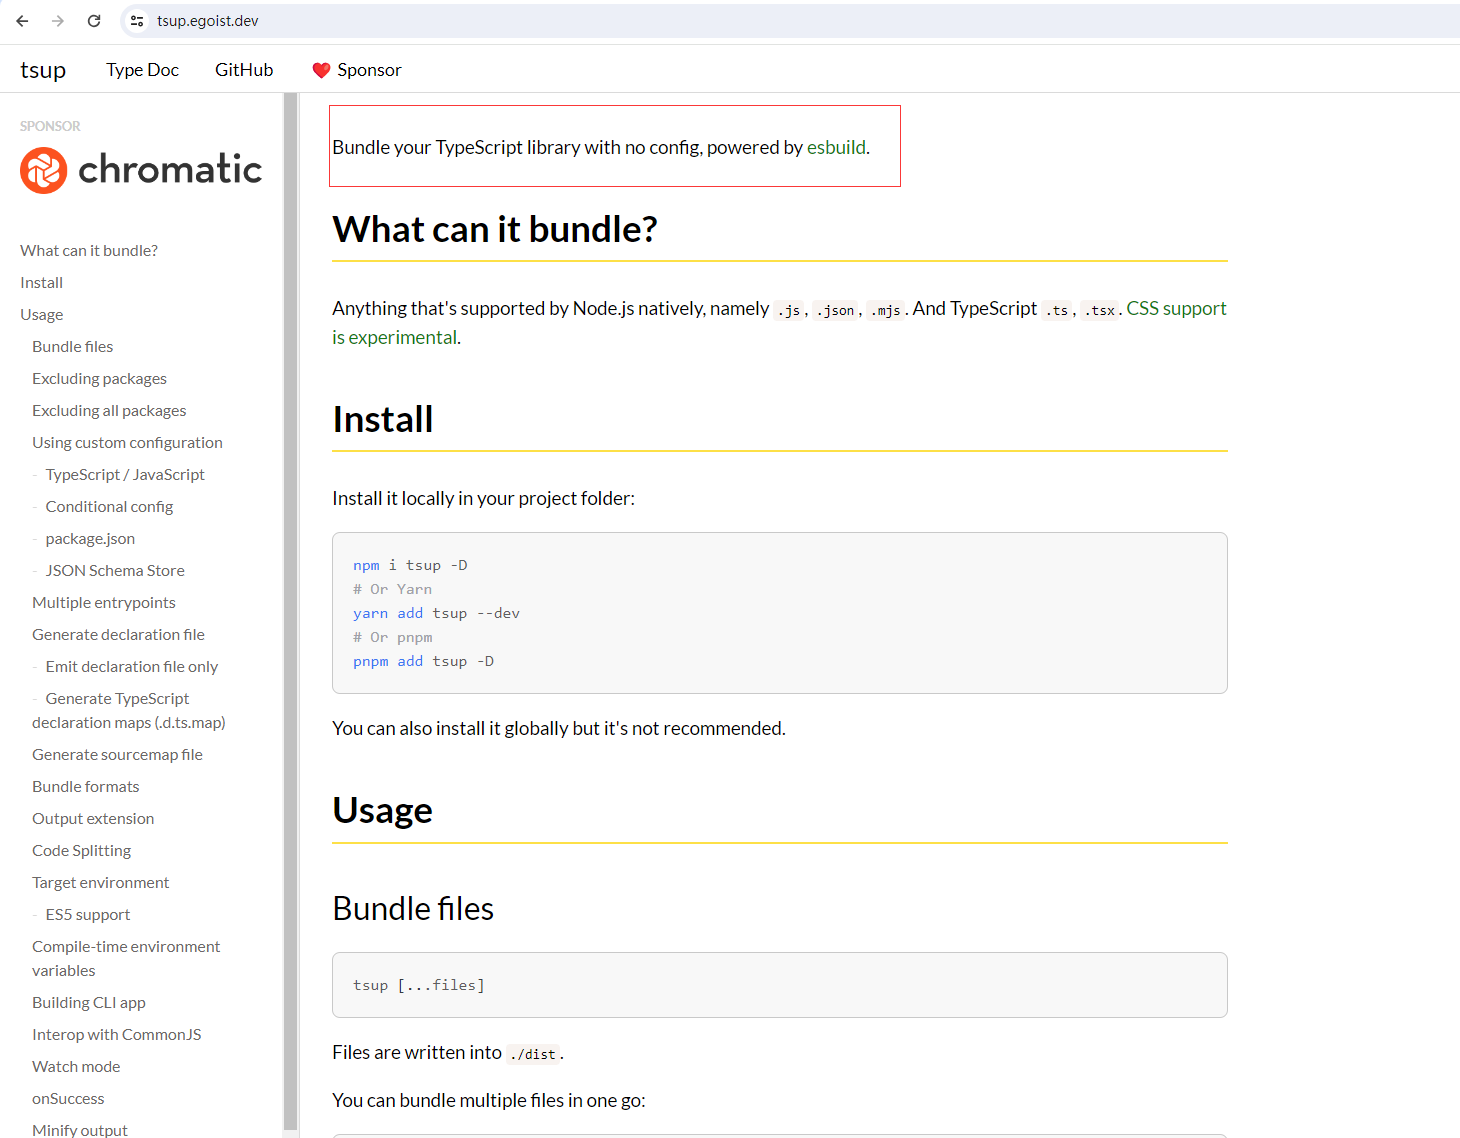 tsup.egoist.dev
tsup
Type Doc
GitHub
Sponsor
SPONSOR
chromatic
What can it bundle?
Install
Usage
Bundle files
Excluding packages
Excluding all packages
Using custom configuration
- TypeScript / JavaScript
- Conditional config
- package.json
- JSON Schema Store
Multiple entrypoints
Generate declaration file
- Emit declaration file only
- Generate TypeScript
declaration maps (.d.ts.map)
Generate sourcemap file
Bundle formats
Output extension
Code Splitting
Target environment
- ES5 support
Compile-time environment
variables
Building CLI app
Interop with CommonJS
Watch mode
onSuccess
Minify output
Bundle your TypeScript library with no config, powered by esbuild.
What can it bundle?
Anything that's supported by Node.js natively, namely .js, .json, .mjs. And TypeScript .ts, .tsx. CSS support
is experimental.
Install
Install it locally in your project folder:
npm i tsup -D
# Or Yarn
yarn add tsup --dev
# Or pnpm
pnpm add tsup -D
You can also install it globally but it's not recommended.
Usage
Bundle files
tsup [...files]
Files are written into ./dist.
You can bundle multiple files in one go: